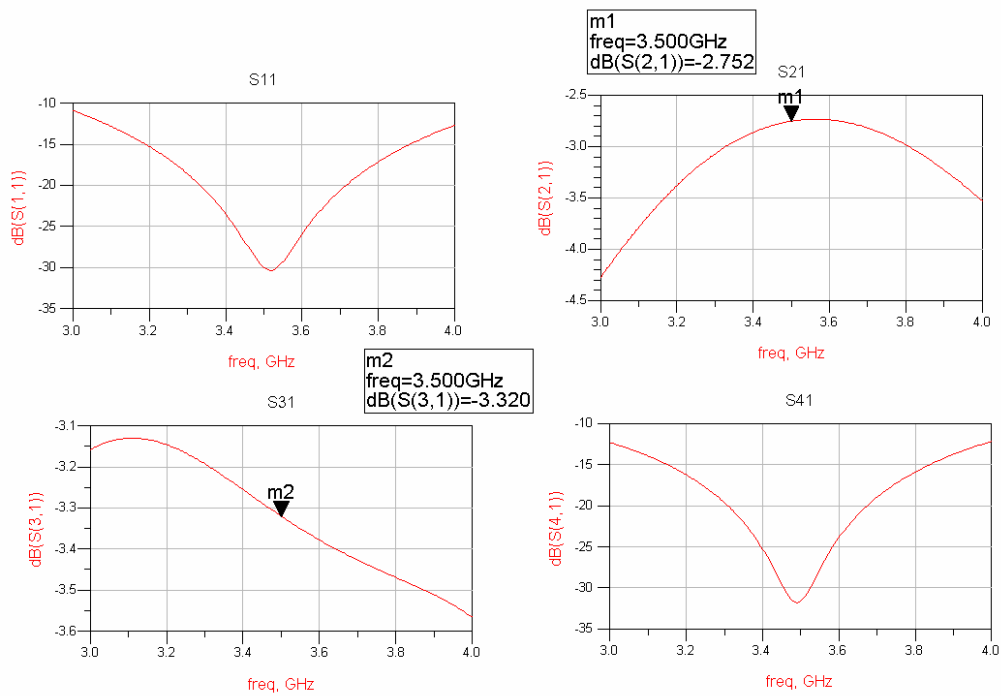 m1
freq=3.500GHz
dB(S(2,1))=-2.752
S11
-10
-15
-20
-25
-30
-35
3.0 3.2 3.4 3.6 3.8 4.0
dB(S(1,1))
freq, GHz
S21
m1
-2.5
-3.0
-3.5
-4.0
-4.5
3.0 3.2 3.4 3.6 3.8 4.0
dB(S(2,1))
freq, GHz
m2
freq=3.500GHz
dB(S(3,1))=-3.320
S31
m2
-3.1
-3.2
-3.3
-3.4
-3.5
-3.6
3.0 3.2 3.4 3.6 3.8 4.0
dB(S(3,1))
freq, GHz
S41
-10
-15
-20
-25
-30
-35
3.0 3.2 3.4 3.6 3.8 4.0
dB(S(4,1))
freq, GHz